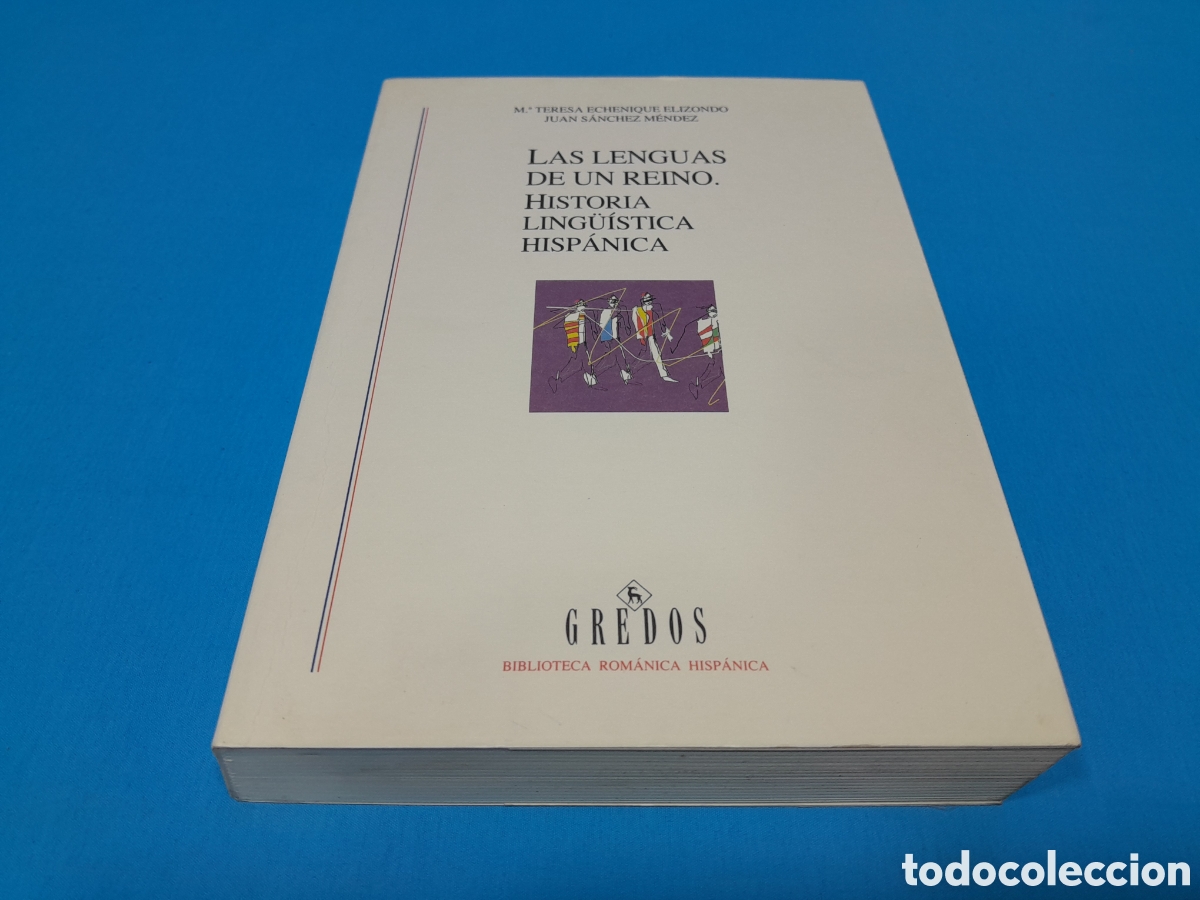 M.ª TERESA ECHENIQUE ELIZONDO
JUAN SÁNCHEZ MÉNDEZ
LAS LENGUAS
DE UN REINO.
HISTORIA
LINGÜÍSTICA
HISPÁNICA
GREDOS
BIBLIOTECA ROMÁNICA HISPÁNICA
todocoleccion